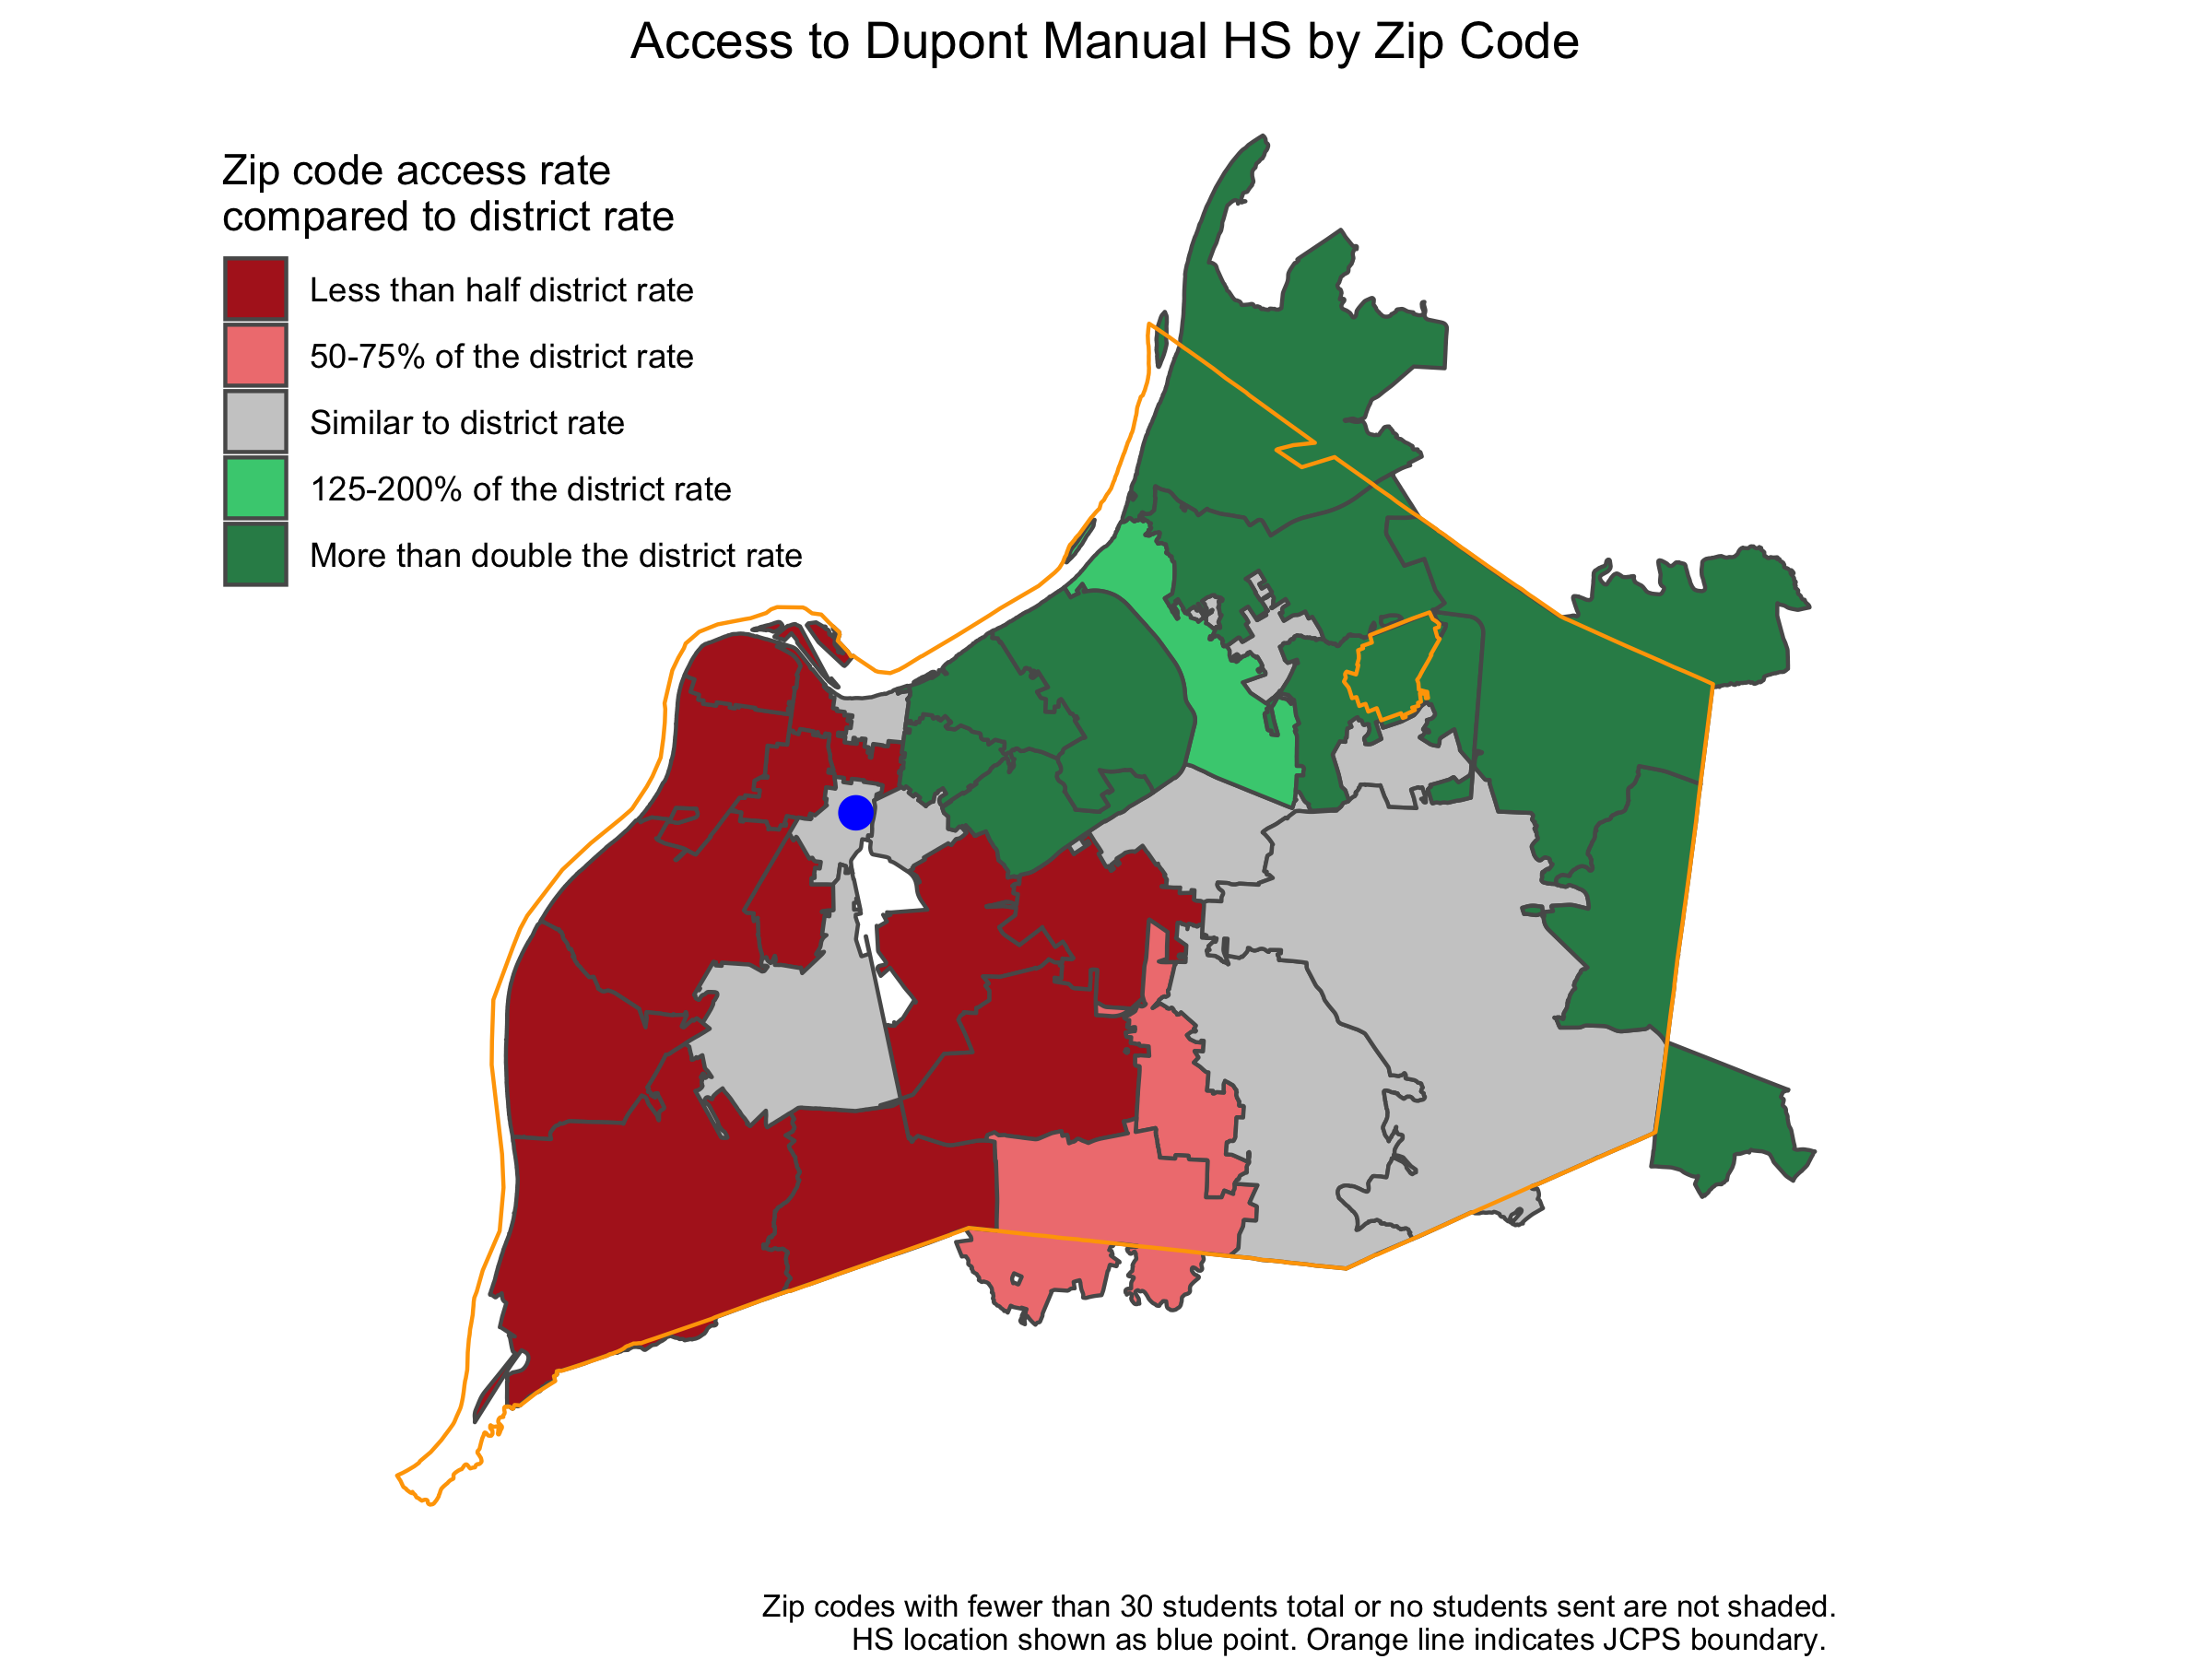 Access to Dupont Manual HS by Zip Code
Zip code access rate
compared to district rate
Less than half district rate
50-75% of the district rate
Similar to district rate
125-200% of the district rate
More than double the district rate
Zip codes with fewer than 30 students total or no students sent are not shaded.
HS location shown as blue point. Orange line indicates JCPS boundary.